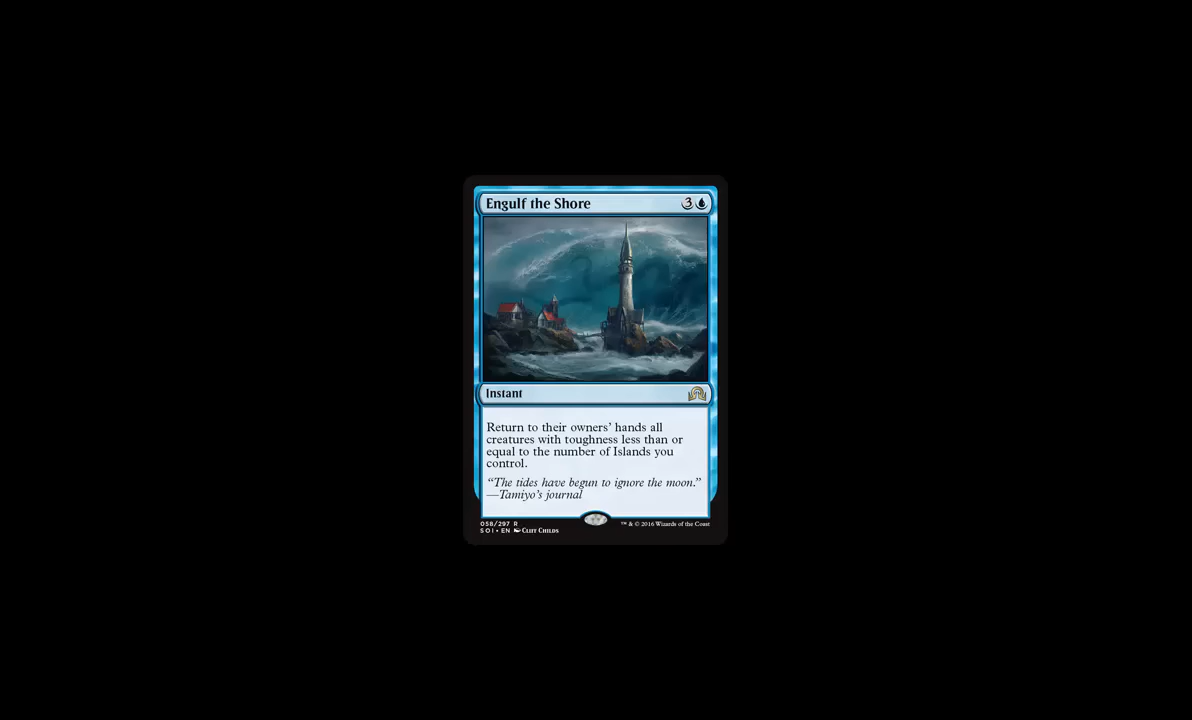 Engulf the Shore 3
Instant
Return to their owners’ hands all
creatures with toughness less than or
equal to the number of Islands you
control.
“The tides have begun to ignore the moon.”
—Tamiyo’s journal
058/297 R
SOI • EN Cliff Childs
™ & © 2016 Wizards of the Coast